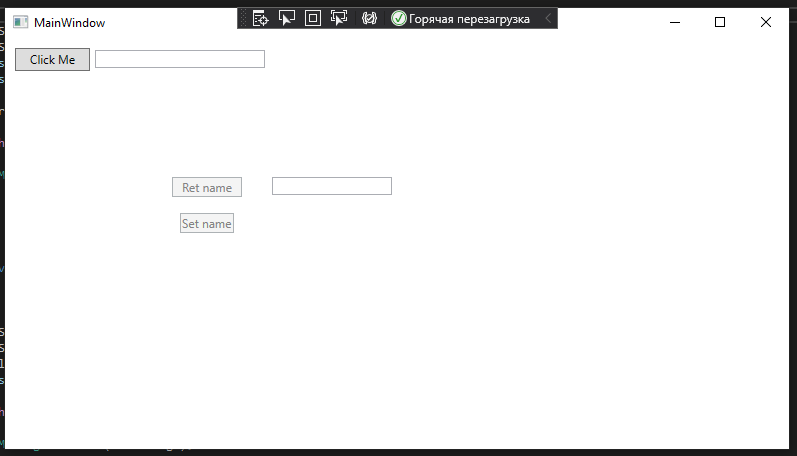 MainWindow
Горячая перезагрузка
Click Me
Ret name
Set name